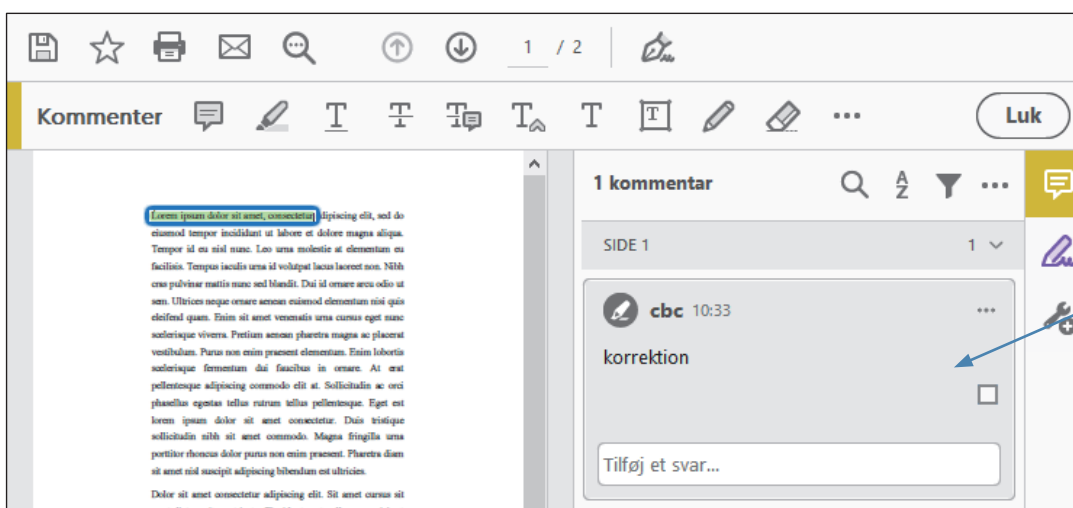 1 / 2
Kommenter
Luk
Lorem ipsum dolor sit amet, consectetur adipiscing elit, sed do
eiusmod tempor incididunt ut labore et dolore magna aliqua.
Tempor id eu nisl nunc. Leo urna molestie at elementum eu
facilisis. Tempus iaculis urna id volutpat lacus laoreet non. Nibh
cras pulvinar mattis nunc sed blandit. Dui id ornare arcu odio ut
sem. Ultrices neque ornare aenean euismod elementum nisi quis
eleifend quam. Enim sit amet venenatis urna cursus eget nunc
scelerisque viverra. Pretium aenean pharetra magna ac placerat
vestibulum. Purus non enim praesent elementum. Enim lobortis
scelerisque fermentum dui faucibus in ornare. At erat
pellentesque adipiscing commodo elit at. Sollicitudin ac orci
phasellus egestas tellus rutrum tellus pellentesque. Eget est
lorem ipsum dolor sit amet consectetur. Duis tristique
sollicitudin nibh sit amet commodo. Magna fringilla urna
porttitor rhoncus dolor purus non enim praesent. Pharetra diam
sit amet nisl suscipit adipiscing bibendum est ultricies.
Dolor sit amet consectetur adipiscing elit. Sit amet cursus sit
1 kommentar
SIDE 1
1
cbc 10:33
korrektion
Tilføj et svar...